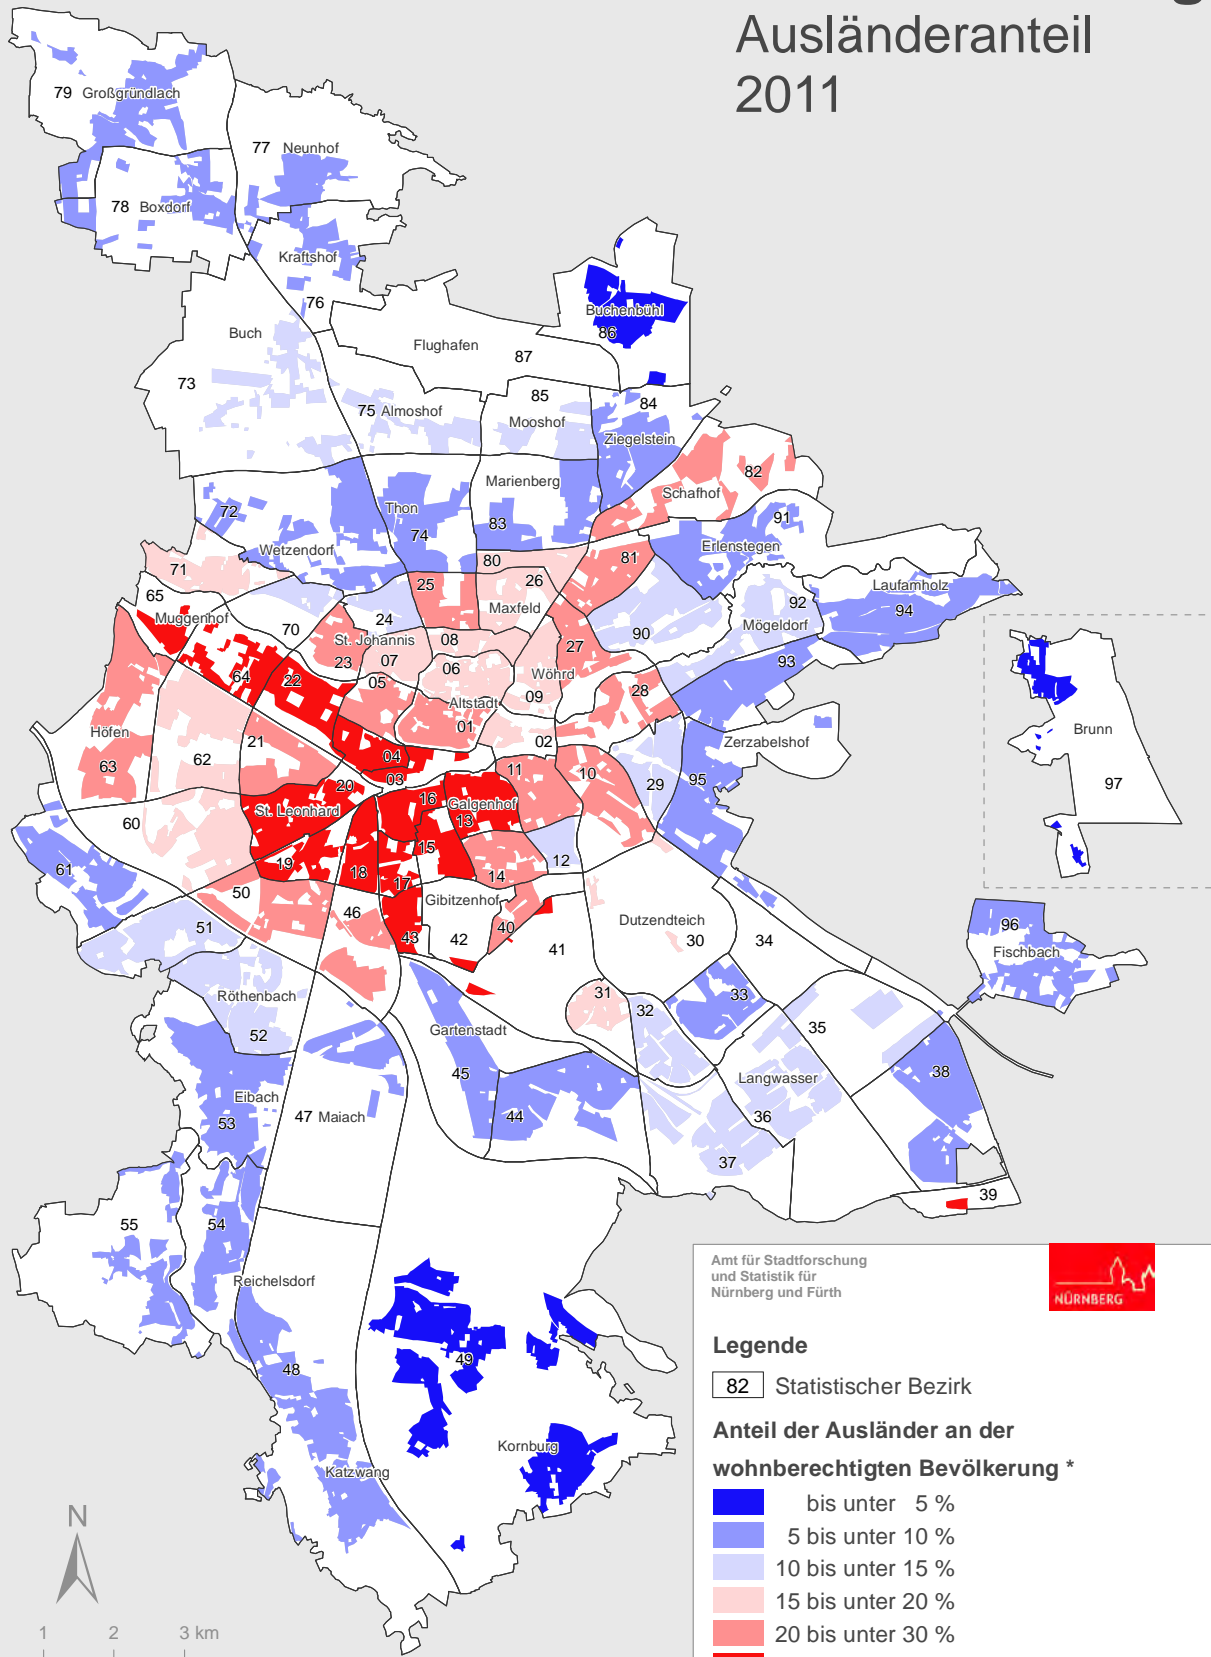 g
Ausländeranteil
2011
79 Großgründlach
77 Neunhof
78 Boxdorf
Kraftshof
76
Buchenbühl
86
Buch
Flughafen
87
73
85
84
75 Almoshof
Mooshof
Ziegelstein
Marienberg
82
Schafhof
72
Thon
74
83
91
Wetzendorf
Erlenstegen
80
81
71
25
26
Laufamholz
65
92
94
Muggenhof
Maxfeld
24
Mögeldorf
70
St. Johannis
08
90
27
23
07
06
Wöhrd
93
64
22
05
28
09
Altstadt
01
Höfen
21
02
Zerzabelshof
Brunn
62
04
63
11
10
03
20
29
95
97
16
Galgenhof
St. Leonhard
13
60
15
12
61
19
18
14
17
50
Gibitzenhof
46
Dutzendteich
96
51
40
43
42
30
34
41
Fischbach
Röthenbach
31
33
32
35
52
Gartenstadt
45
Langwasser
38
Eibach
47 Maiach
44
36
53
37
39
55
54
Reichelsdorf
49
48
Kornburg
Katzwang
Amt für Stadtforschung
und Statistik für
Nürnberg und Fürth
NÜRNBERG
Legende
82 Statistischer Bezirk
Anteil der Ausländer an der
wohnberechtigten Bevölkerung *
bis unter 5 %
5 bis unter 10 %
10 bis unter 15 %
15 bis unter 20 %
20 bis unter 30 %
N
1 2 3 km